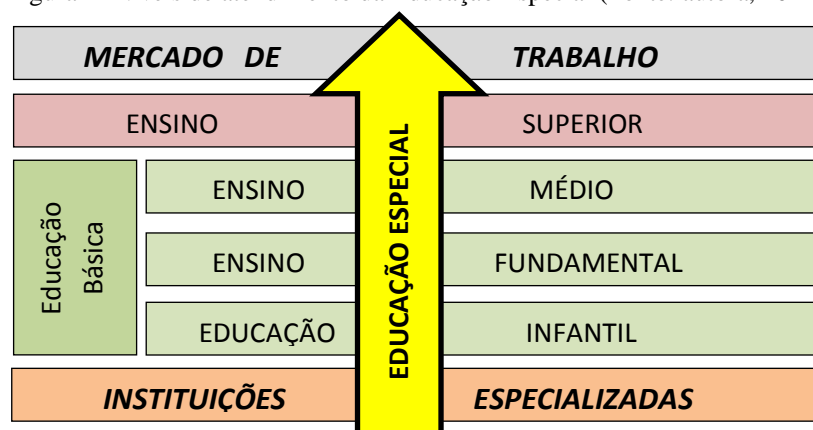 MERCADO DE TRABALHO
ENSINO SUPERIOR
Educação
Básica
ENSINO MÉDIO
ENSINO FUNDAMENTAL
EDUCAÇÃO INFANTIL
INSTITUIÇÕES ESPECIALIZADAS
EDUCAÇÃO ESPECIAL